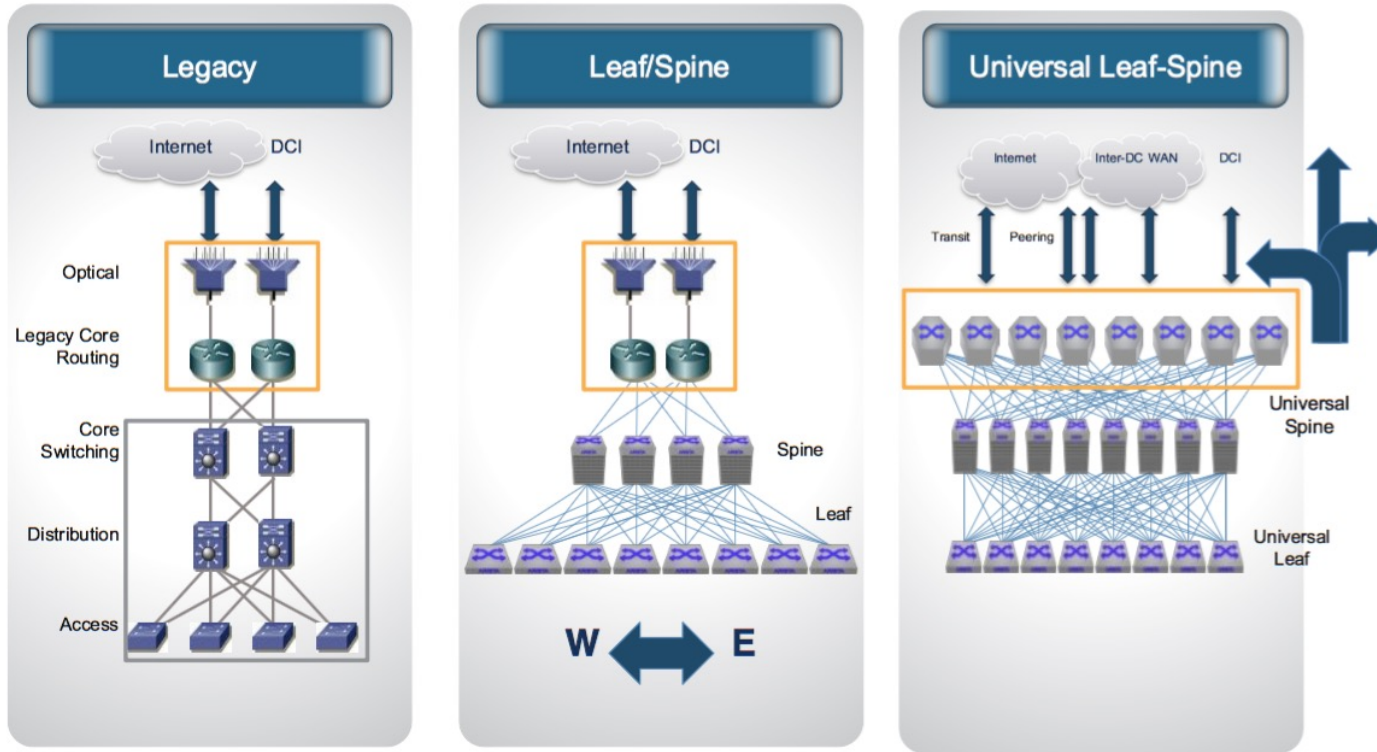 Legacy
Internet
DCI
Optical
Legacy Core
Routing
Core
Switching
Distribution
Access
Leaf/Spine
Internet
DCI
Spine
Leaf
W
E
Universal Leaf-Spine
Internet
Inter-DC WAN
DCI
Transit
Peering
Universal
Spine
Universal
Leaf